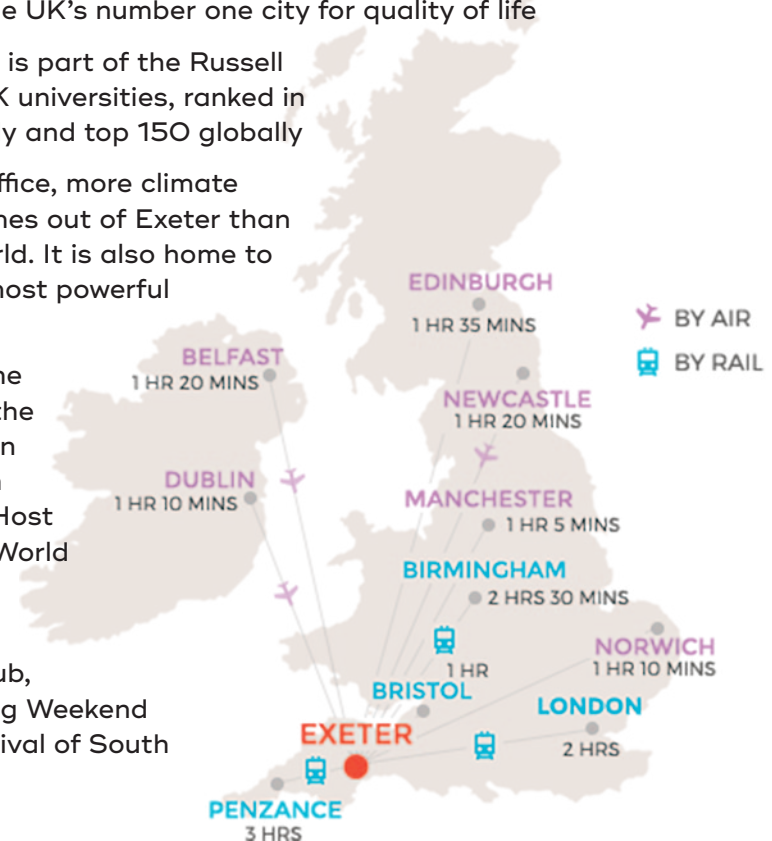 e UK's number one city for quality of life
is part of the Russell
K universities, ranked in
y and top 150 globally
ffice, more climate
nes out of Exeter than
rld. It is also home to
most powerful
ne
the
n
Host
World
ub,
g Weekend
ival of South
EDINBURGH
1 HR 35 MINS
BY AIR
BY RAIL
BELFAST
1 HR 20 MINS
NEWCASTLE
1 HR 20 MINS
DUBLIN
1 HR 10 MINS
MANCHESTER
1 HR 5 MINS
BIRMINGHAM
2 HRS 30 MINS
NORWICH
1 HR 10 MINS
1 HR
BRISTOL
LONDON
2 HRS
EXETER
PENZANCE
3 HRS